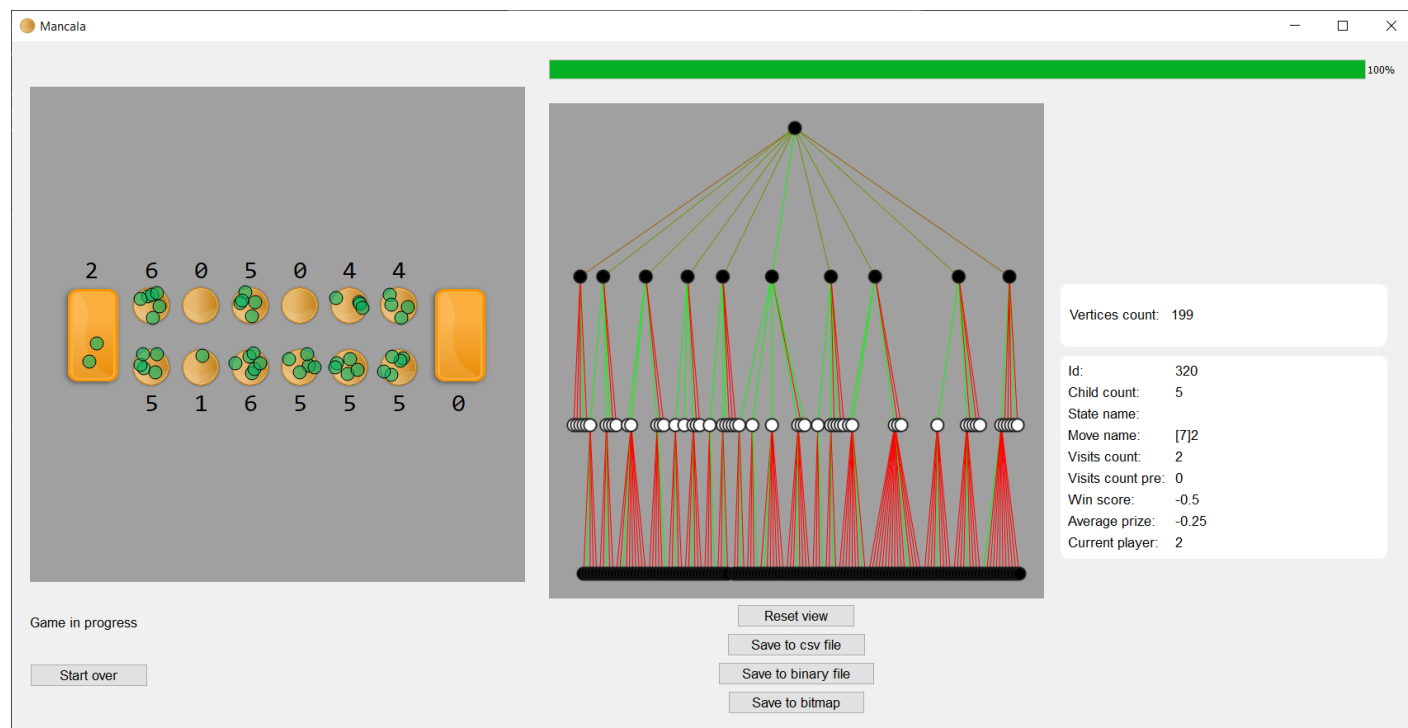 Mancala
100%
2 6 0 5 0 4 4
5 1 6 5 5 5 0
Vertices count: 199
Id: 320
Child count: 5
State name:
Move name: [7]2
Visits count: 2
Visits count pre: 0
Win score: -0.5
Average prize: -0.25
Current player: 2
Game in progress
Start over
Reset view
Save to csv file
Save to binary file
Save to bitmap